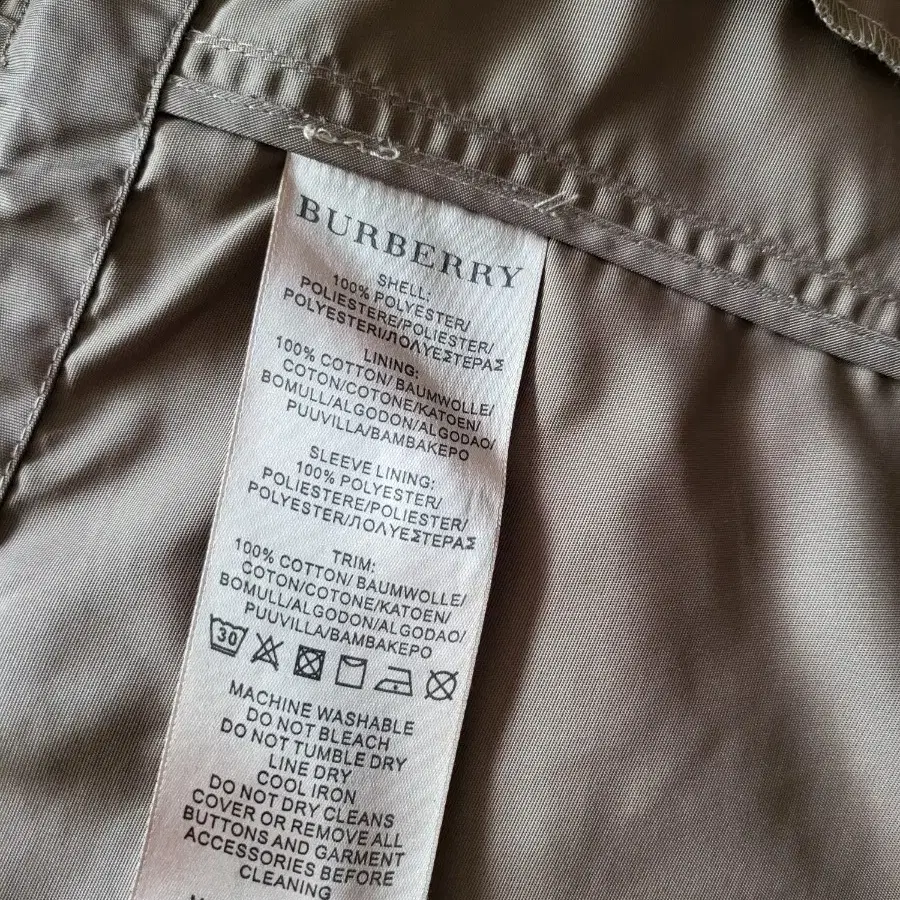 BURBERRY
SHELL:
100% POLYESTER/
POLIESTERE/POLIESTER/
POLYESTERI/ΠΟΛΥΕΣΤΕΡΑΣ
LINING:
100% COTTON/ BAUMWOLLE/
COTON/COTONE/KATOEN/
BOMULL/ALGODON/ALGODAO/
PUUVILLA/BAMBAKEPO
SLEEVE LINING:
100% POLYESTER/
POLIESTERE/POLIESTER/
POLYESTER/ΠΟΛΥΕΣΤΕΡΑΣ
TRIM:
100% COTTON/ BAUMWOLLE/
COTON/COTONE/KATOEN/
BOMULL/ALGODON/ALGODAO/
PUUVILLA/BAMBAKEPO
30
MACHINE WASHABLE
DO NOT BLEACH
DO NOT TUMBLE DRY
LINE DRY
COOL IRON
DO NOT DRY CLEANS
COVER OR REMOVE ALL
BUTTONS AND GARMENT
ACCESSORIES BEFORE
CLEANING